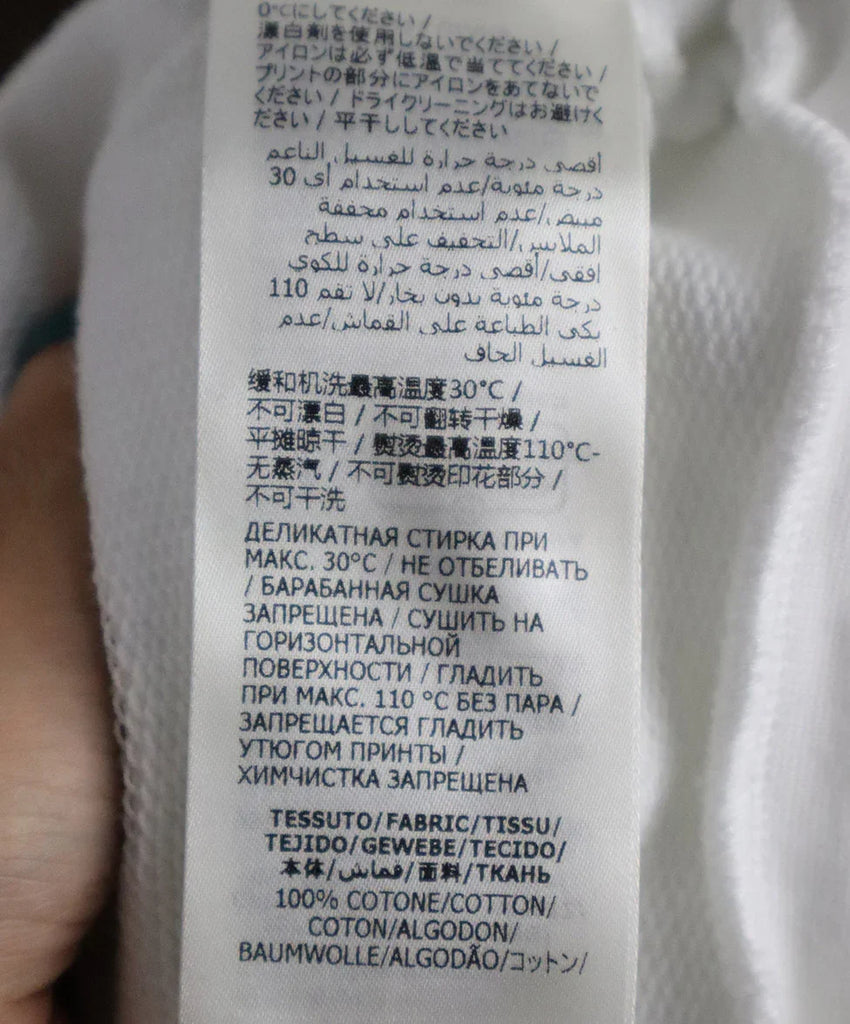 0℃にしてください /
漂白剤を使用しないでください /
アイロンは必ず低温で当ててください /
プリントの部分にアイロンをあてないで
ください / ドライクリーニングはお避けく
ださい / 平干ししてください
أقصى درجة حرارة للغسيل الناعم
30 درجة مئوية/عدم استخدام أى
مبيض/عدم استخدام مجففة
الملابس/التجفيف على سطح
افقى/أقصى درجة حرارة للكوي
110 درجة مئوية بدون بخار/لا تقم
بكى الطباعة على القماش/عدم
الغسيل الجاف
缓和机洗最高温度30°C /
不可漂白 / 不可翻转干燥 /
平摊晾干 / 熨烫最高温度110°C-
无蒸汽 / 不可熨烫印花部分 /
不可干洗
ДЕЛИКАТНАЯ СТИРКА ПРИ
МАКС. 30°C / НЕ ОТБЕЛИВАТЬ
/ БАРАБАННАЯ СУШКА
ЗАПРЕЩЕНА / СУШИТЬ НА
ГОРИЗОНТАЛЬНОЙ
ПОВЕРХНОСТИ / ГЛАДИТЬ
ПРИ МАКС. 110 °C БЕЗ ПАРА /
ЗАПРЕЩАЕТСЯ ГЛАДИТЬ
УТЮГОМ ПРИНТЫ /
ХИМЧИСТКА ЗАПРЕЩЕНА
TESSUTO/FABRIC/TISSU/
TEJIDO/GEWEBE/TECIDO/
本体/قماش/面料/ТКАНЬ
100% COTONE/COTTON/
COTON/ALGODON/
BAUMWOLLE/ALGODÃO/コットン/